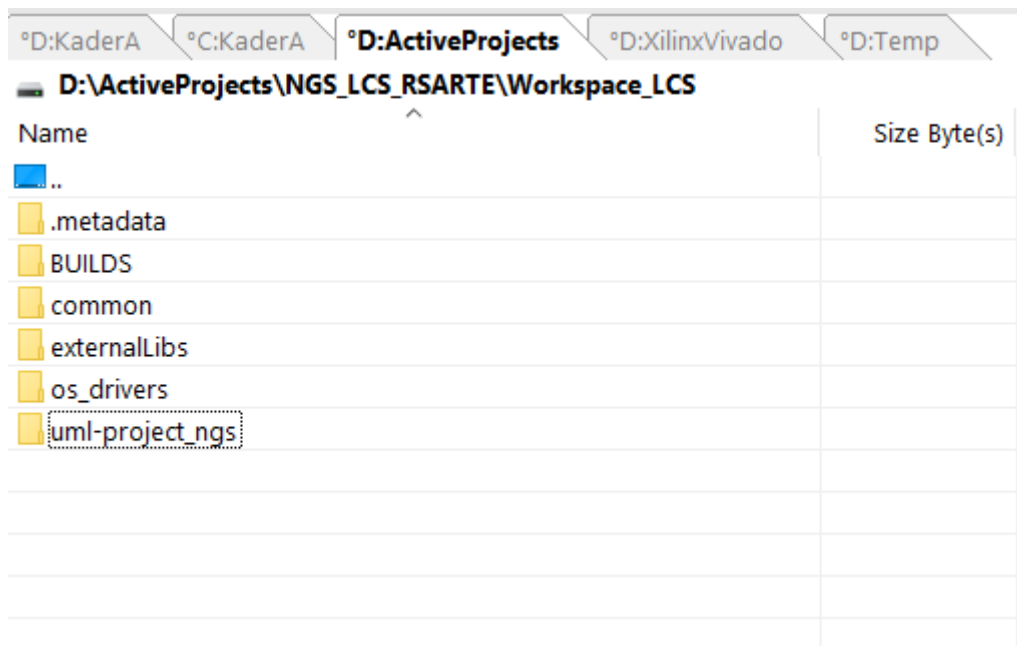 °D:KaderA °C:KaderA °D:ActiveProjects °D:XilinxVivado °D:Temp
D:\ActiveProjects\NGS_LCS_RSARTE\Workspace_LCS
Name Size Byte(s)
..
.metadata
BUILDS
common
externalLibs
os_drivers
uml-project_ngs